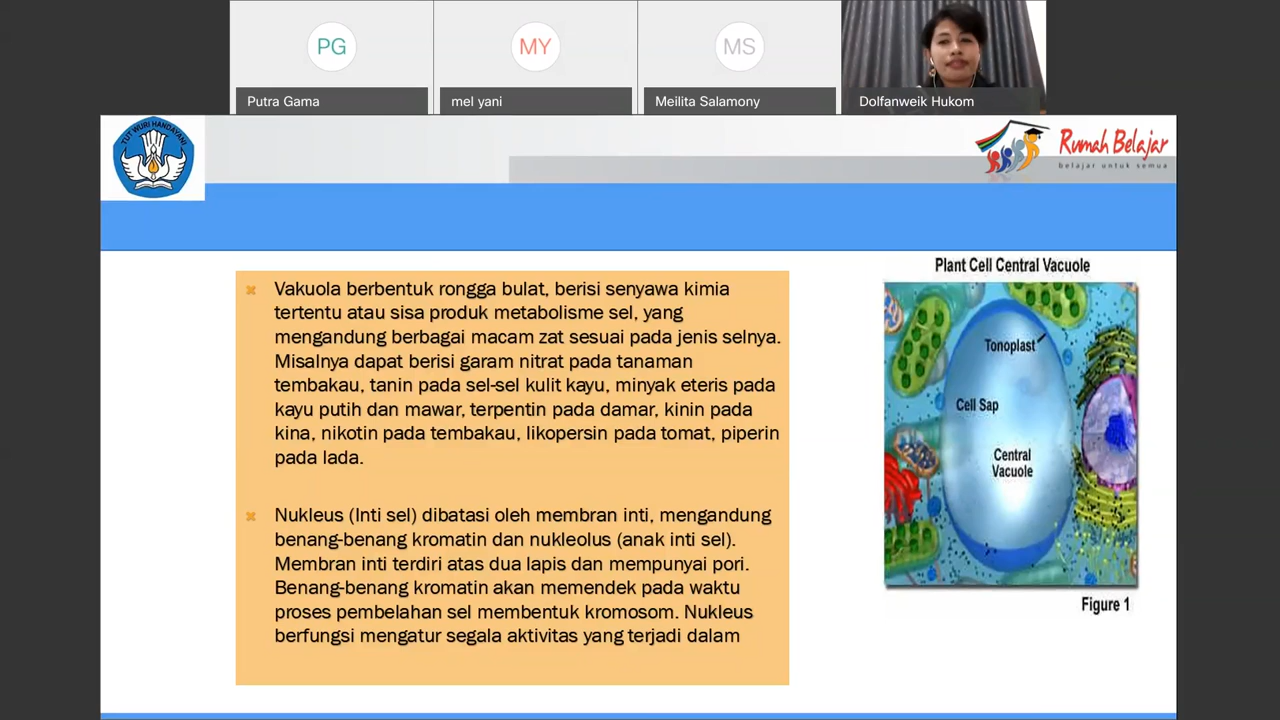 PG
MY
MS
Putra Gama
mel yani
Meilita Salamony
Dolfanweik Hukom
TUT WURI HANDAYANI
Rumah Belajar
belajar untuk semua
Plant Cell Central Vacuole
Vakuola berbentuk rongga bulat, berisi senyawa kimia
tertentu atau sisa produk metabolisme sel, yang
mengandung berbagai macam zat sesuai pada jenis selnya.
Misalnya dapat berisi garam nitrat pada tanaman
tembakau, tanin pada sel-sel kulit kayu, minyak eteris pada
kayu putih dan mawar, terpentin pada damar, kinin pada
kina, nikotin pada tembakau, likopersin pada tomat, piperin
pada lada.
Nukleus (Inti sel) dibatasi oleh membran inti, mengandung
benang-benang kromatin dan nukleolus (anak inti sel).
Membran inti terdiri atas dua lapis dan mempunyai pori.
Benang-benang kromatin akan memendek pada waktu
proses pembelahan sel membentuk kromosom. Nukleus
berfungsi mengatur segala aktivitas yang terjadi dalam
Tonoplast
Cell Sap
Central
Vacuole
Figure 1